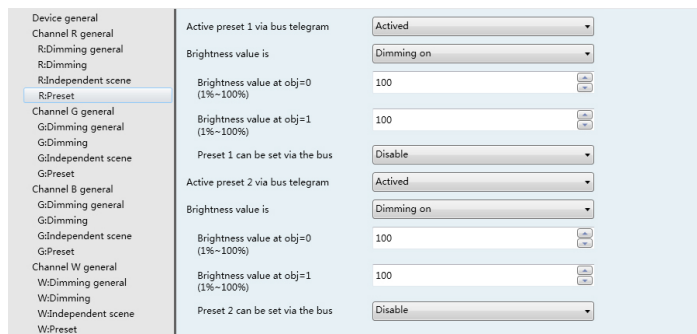 Device general
Channel R general
R:Dimming general
R:Dimming
R:Independent scene
R:Preset
Channel G general
G:Dimming general
G:Dimming
G:Independent scene
G:Preset
Channel B general
G:Dimming general
G:Dimming
G:Independent scene
G:Preset
Channel W general
W:Dimming general
W:Dimming
W:Independent scene
W:Preset
Active preset 1 via bus telegram Actived
Brightness value is Dimming on
Brightness value at obj=0 100
(1%~100%)
Brightness value at obj=1 100
(1%~100%)
Preset 1 can be set via the bus Disable
Active preset 2 via bus telegram Actived
Brightness value is Dimming on
Brightness value at obj=0 100
(1%~100%)
Brightness value at obj=1 100
(1%~100%)
Preset 2 can be set via the bus Disable